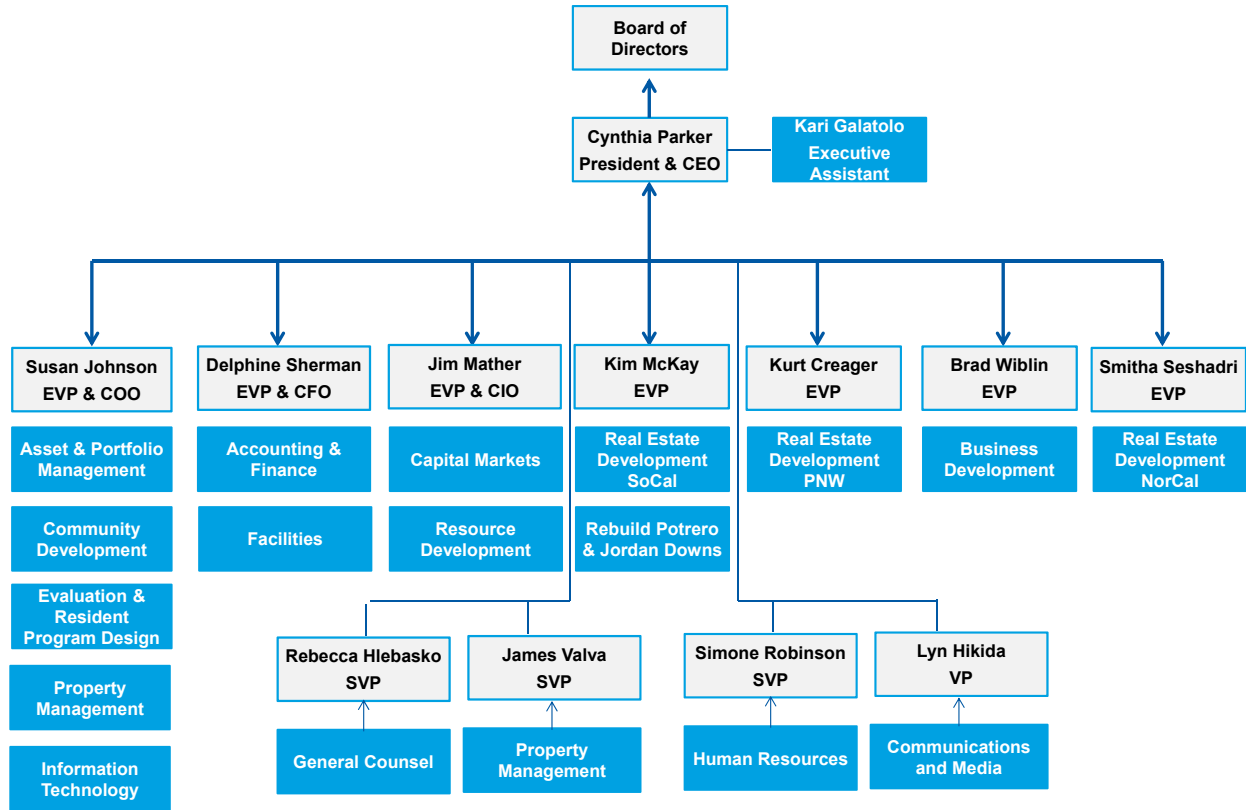 Board of
Directors
Cynthia Parker
President & CEO
Kari Galatolo
Executive
Assistant
Susan Johnson
EVP & COO
Delphine Sherman
EVP & CFO
Jim Mather
EVP & CIO
Kim McKay
EVP
Kurt Creager
EVP
Brad Wiblin
EVP
Smitha Seshadri
EVP
Asset & Portfolio
Management
Accounting &
Finance
Capital Markets
Real Estate
Development
SoCal
Real Estate
Development
PNW
Business
Development
Real Estate
Development
NorCal
Community
Development
Facilities
Resource
Development
Rebuild Potrero
& Jordan Downs
Evaluation &
Resident
Program Design
Rebecca Hlebasko
SVP
James Valva
SVP
Simone Robinson
SVP
Lyn Hikida
VP
Property
Management
General Counsel
Property
Management
Human Resources
Communications
and Media
Information
Technology